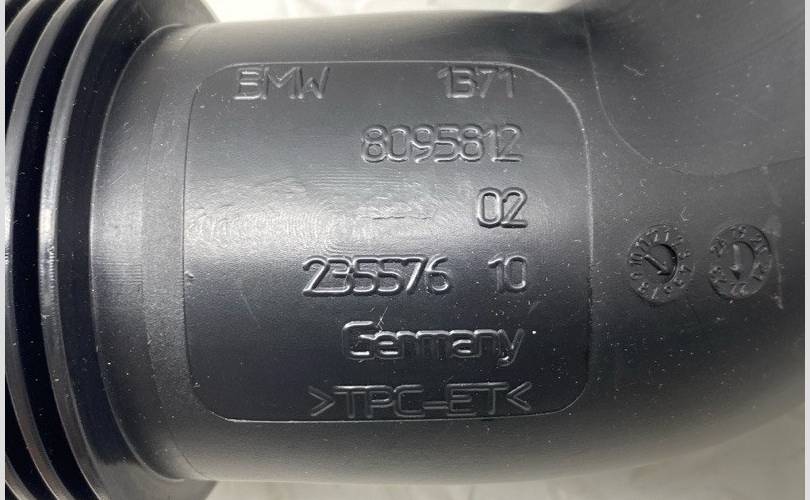 BMW 1371
8095812
02
235576 10
Germany
>TPC-ET<